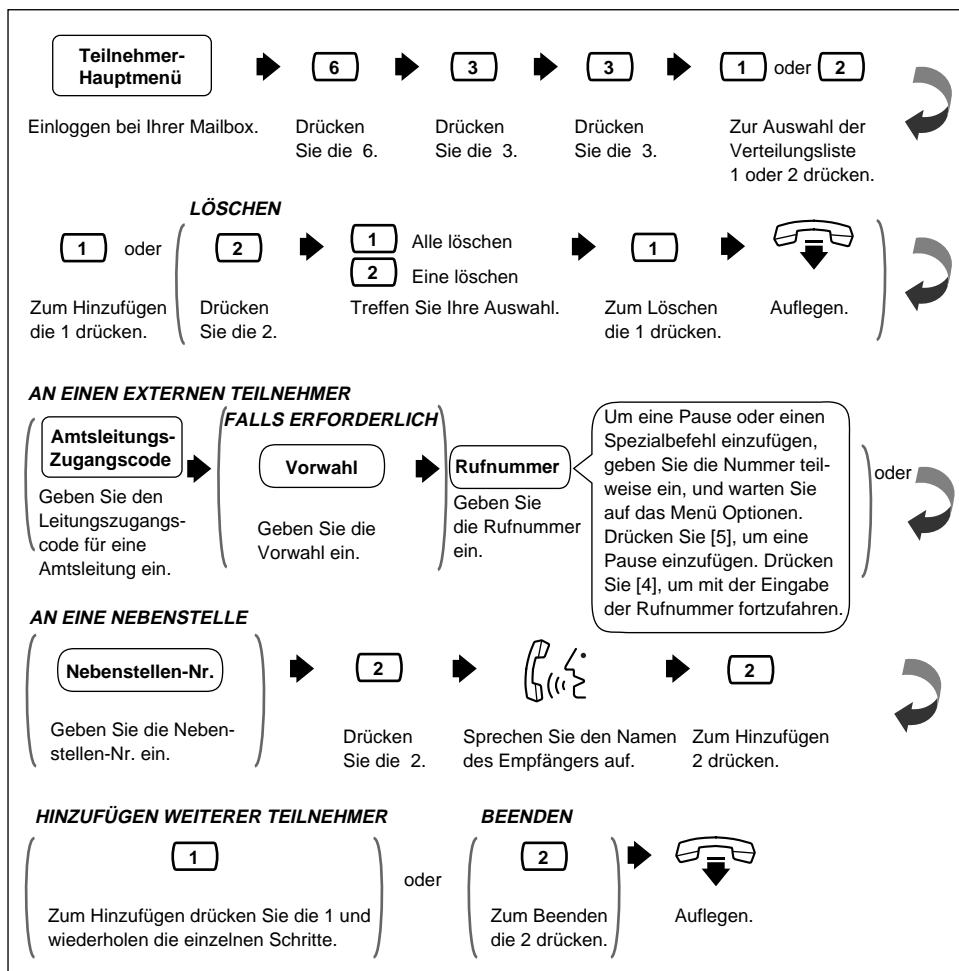 Teilnehmer-
Hauptmenü
6
3
3
1 oder 2
Einloggen bei Ihrer Mailbox.
Drücken
Sie die 6.
Drücken
Sie die 3.
Drücken
Sie die 3.
Zur Auswahl der
Verteilungsliste
1 oder 2 drücken.
LÖSCHEN
1 oder
2
1 Alle löschen
2 Eine löschen
1
Zum Hinzufügen
die 1 drücken.
Drücken
Sie die 2.
Treffen Sie Ihre Auswahl.
Zum Löschen
die 1 drücken.
Auflegen.
AN EINEN EXTERNEN TEILNEHMER
Amtsleitungs-
Zugangscode
Geben Sie den
Leitungszugangs-
code für eine
Amtsleitung ein.
FALLS ERFORDERLICH
Vorwahl
Geben Sie die
Vorwahl ein.
Rufnummer
Geben Sie
die Rufnummer
ein.
Um eine Pause oder einen
Spezialbefehl einzufügen,
geben Sie die Nummer teil-
weise ein, und warten Sie
auf das Menü Optionen.
Drücken Sie [5], um eine
Pause einzufügen. Drücken
Sie [4], um mit der Eingabe
der Rufnummer fortzufahren.
oder
AN EINE NEBENSTELLE
Nebenstellen-Nr.
2
2
Geben Sie die Neben-
stellen-Nr. ein.
Drücken
Sie die 2.
Sprechen Sie den Namen
des Empfängers auf.
Zum Hinzufügen
2 drücken.
HINZUFÜGEN WEITERER TEILNEHMER
1
Zum Hinzufügen drücken Sie die 1 und
wiederholen die einzelnen Schritte.
oder
BEENDEN
2
Zum Beenden
die 2 drücken.
Auflegen.